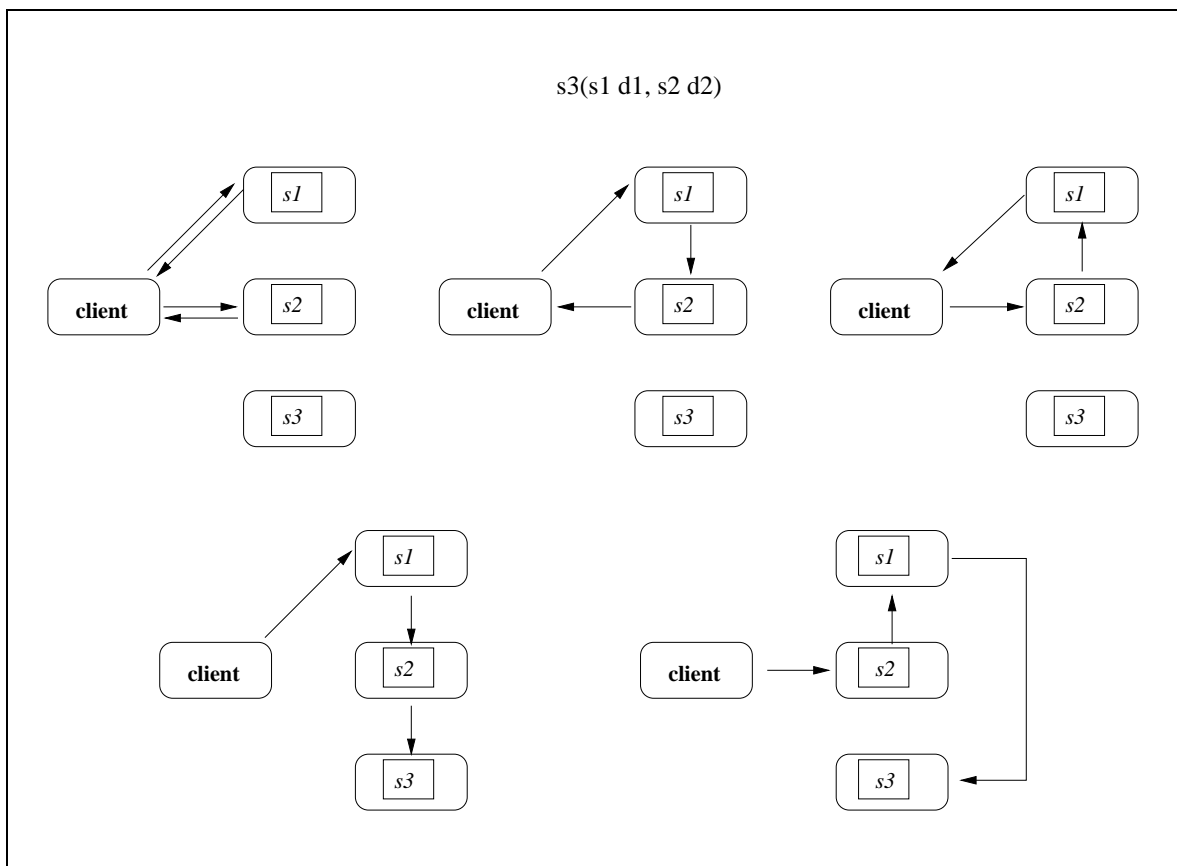 s3(s1 d1, s2 d2)
s1
client
s2
s3
s1
client
s2
s3
s1
client
s2
s3
s1
client
s2
s3
s1
client
s2
s3